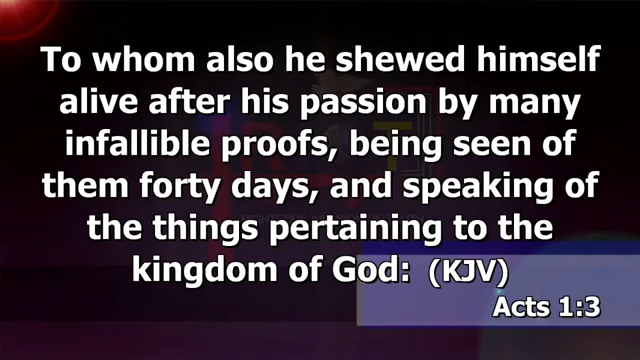 To whom also he shewed himself
alive after his passion by many
infallible proofs, being seen of
them forty days, and speaking of
the things pertaining to the
kingdom of God: (KJV)
Acts 1:3